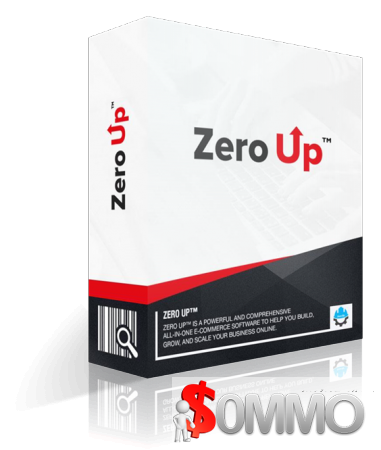 Zero Up™
Zero Up™
ZERO UP™
ZERO UP™ IS A POWERFUL AND COMPREHENSIVE
ALL-IN-ONE E-COMMERCE SOFTWARE TO HELP YOU BUILD,
GROW, AND SCALE YOUR BUSINESS ONLINE.
$0MMO